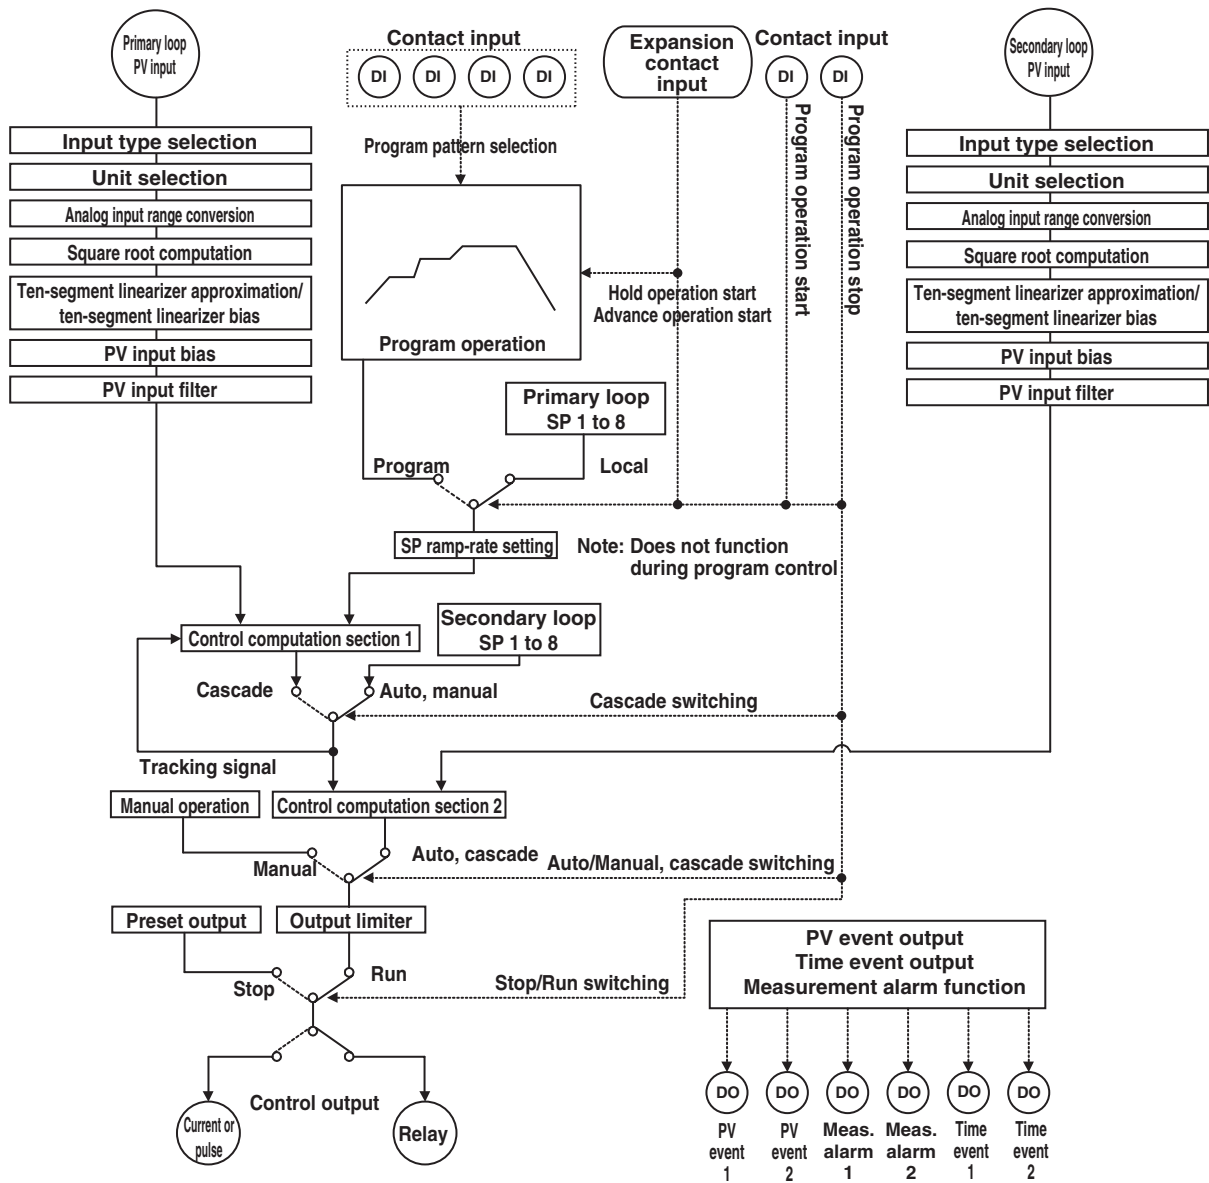 Primary loop
PV input
Contact input
DI
DI
DI
DI
Expansion
contact
input
Contact input
DI
DI
Secondary loop
PV input
Input type selection
Unit selection
Analog input range conversion
Square root computation
Ten-segment linearizer approximation/
ten-segment linearizer bias
PV input bias
PV input filter
Program pattern selection
Program operation
Hold operation start
Advance operation start
Program operation start
Program operation stop
Input type selection
Unit selection
Analog input range conversion
Square root computation
Ten-segment linearizer approximation/
ten-segment linearizer bias
PV input bias
PV input filter
Primary loop
SP 1 to 8
Program
Local
SP ramp-rate setting
Note: Does not function
during program control
Control computation section 1
Secondary loop
SP 1 to 8
Cascade
Auto, manual
Cascade switching
Tracking signal
Manual operation
Control computation section 2
Manual
Auto, cascade
Auto/Manual, cascade switching
Preset output
Output limiter
Stop
Run
Stop/Run switching
Control output
Current or
pulse
Relay
PV event output
Time event output
Measurement alarm function
DO
DO
DO
DO
DO
DO
PV
event
1
PV
event
2
Meas.
alarm
1
Meas.
alarm
2
Time
event
1
Time
event
2